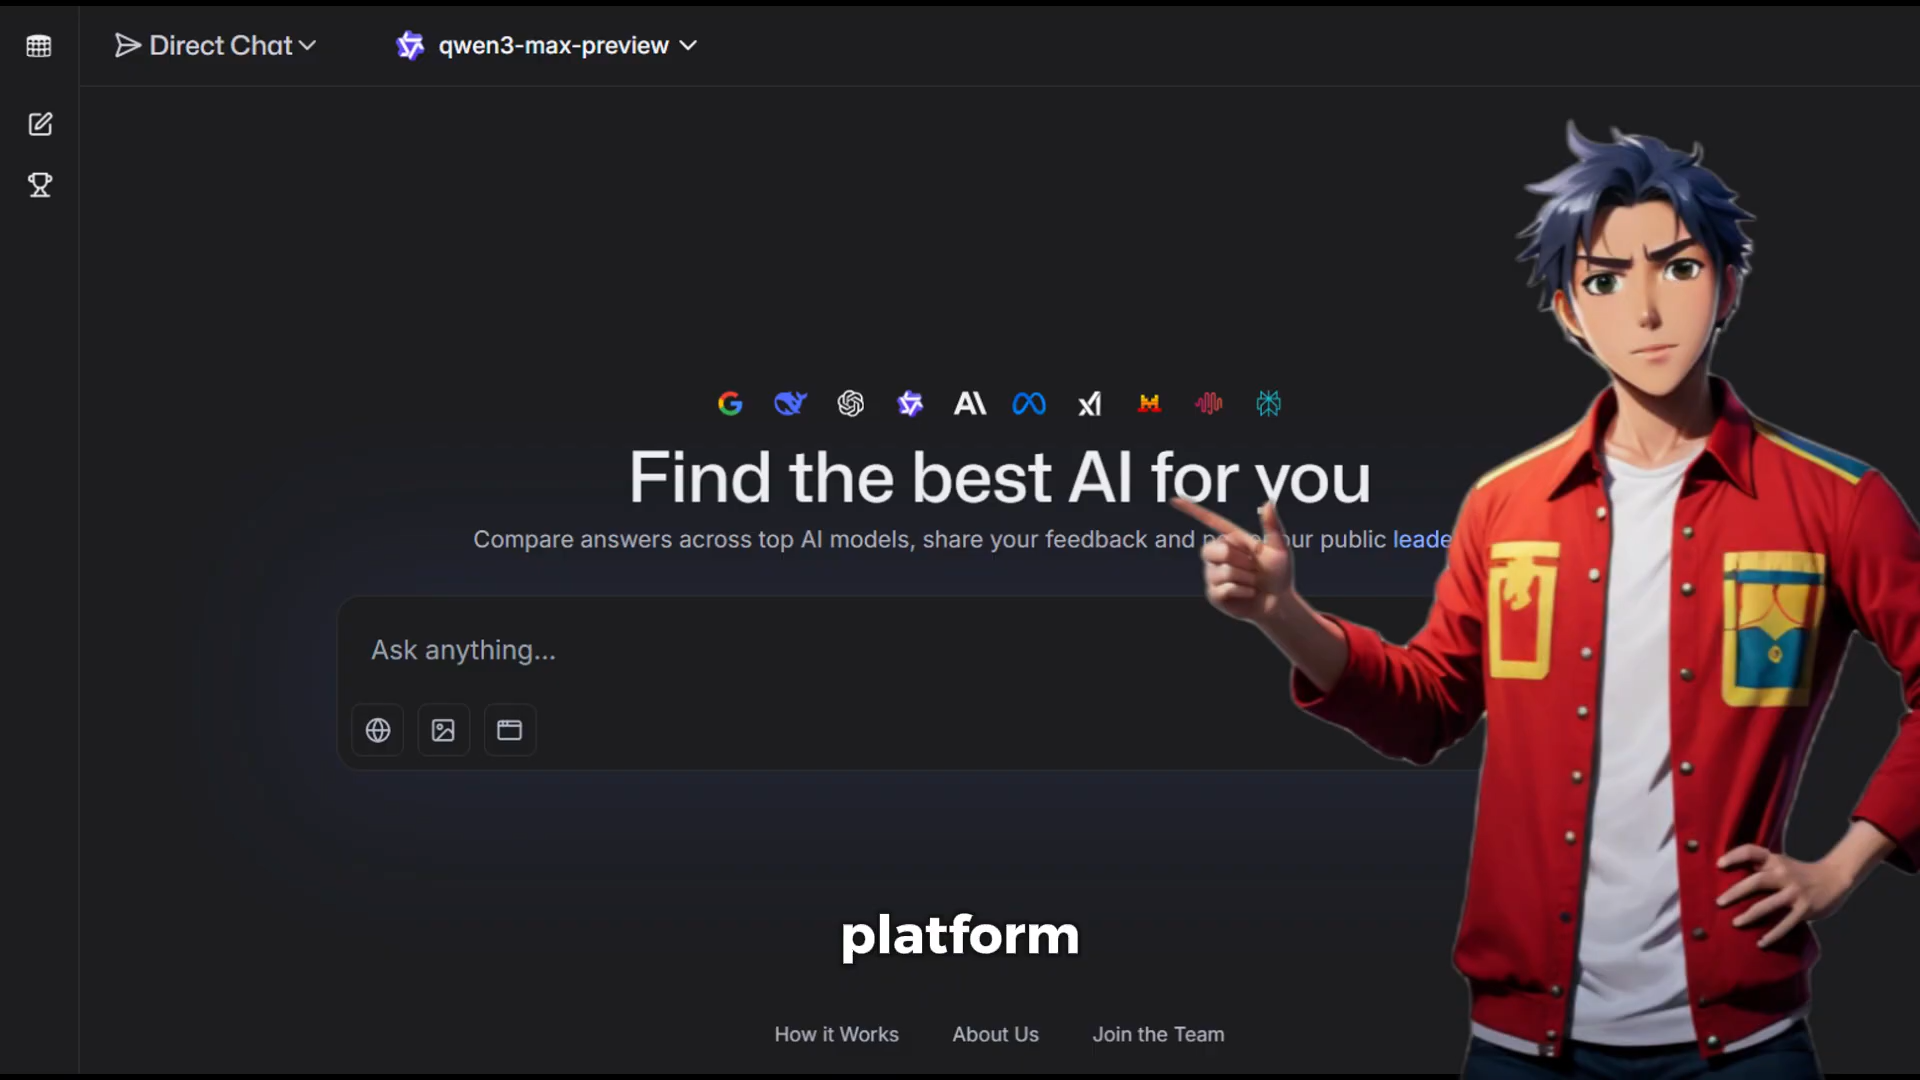 Direct Chat
qwen3-max-preview
Find the best AI for you
Compare answers across top AI models, share your feedback and our public leade
Ask anything...
platform
How it Works
About Us
Join the Team